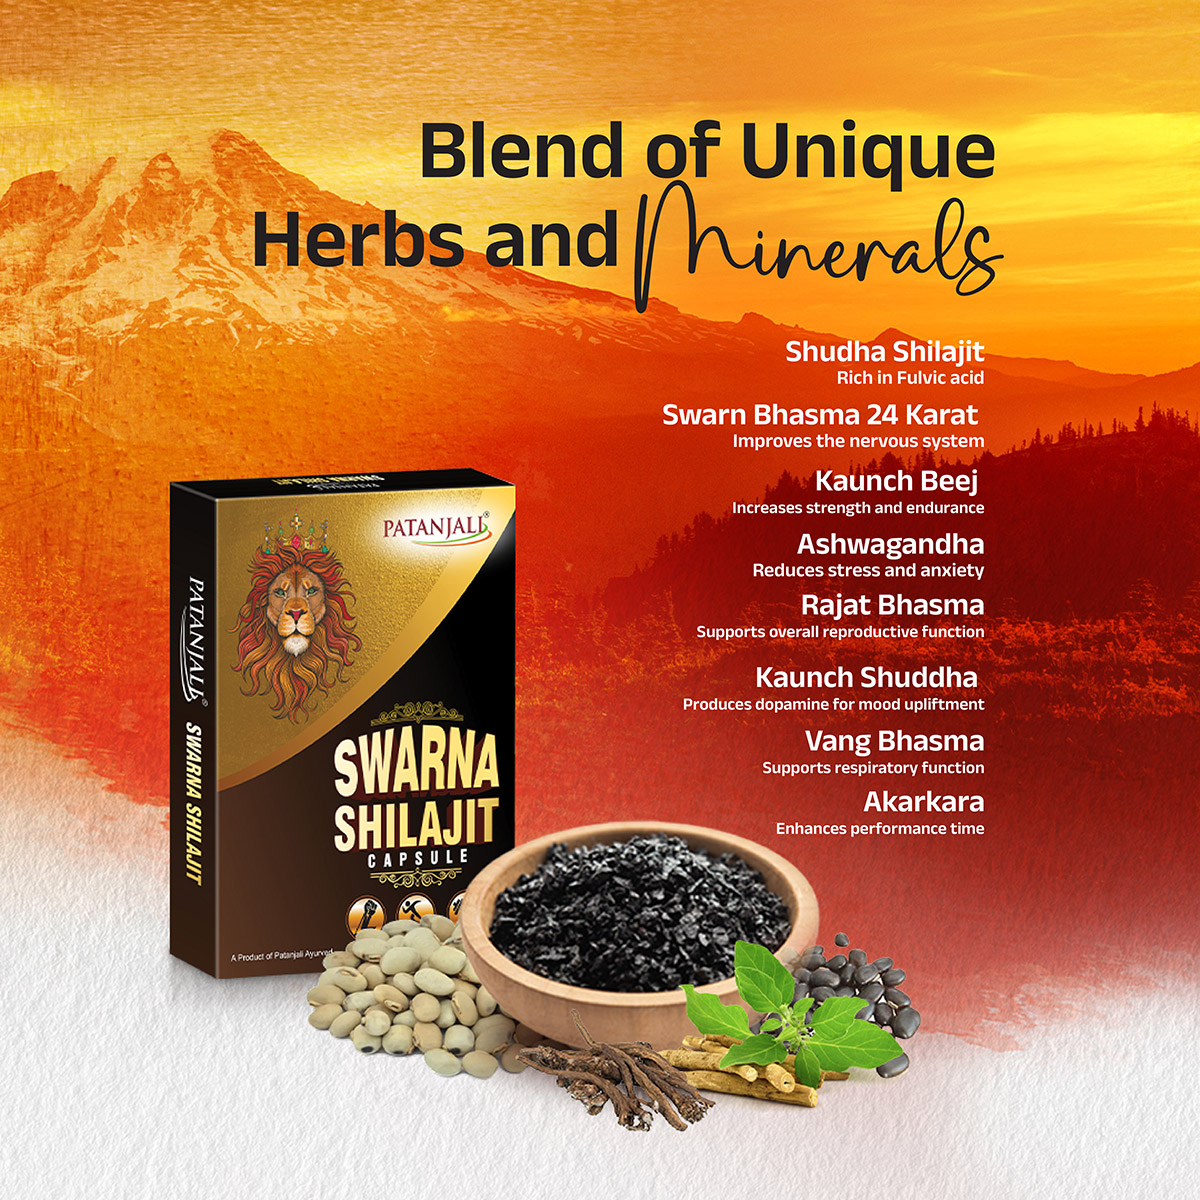 Blend of Unique
Herbs and Minerals
Shudha Shilajit
Rich in Fulvic acid
Swarn Bhasma 24 Karat
Improves the nervous system
Kaunch Beej
Increases strength and endurance
Ashwagandha
Reduces stress and anxiety
Rajat Bhasma
Supports overall reproductive function
Kaunch Shuddha
Produces dopamine for mood upliftment
Vang Bhasma
Supports respiratory function
Akarkara
Enhances performance time
SWARNA SHILAJIT
PATANJALI®
PATANJALI®
SWARNA SHILAJIT
SWARNA
SHILAJIT
CAPSULE
A Product of Patanjali Ayurved